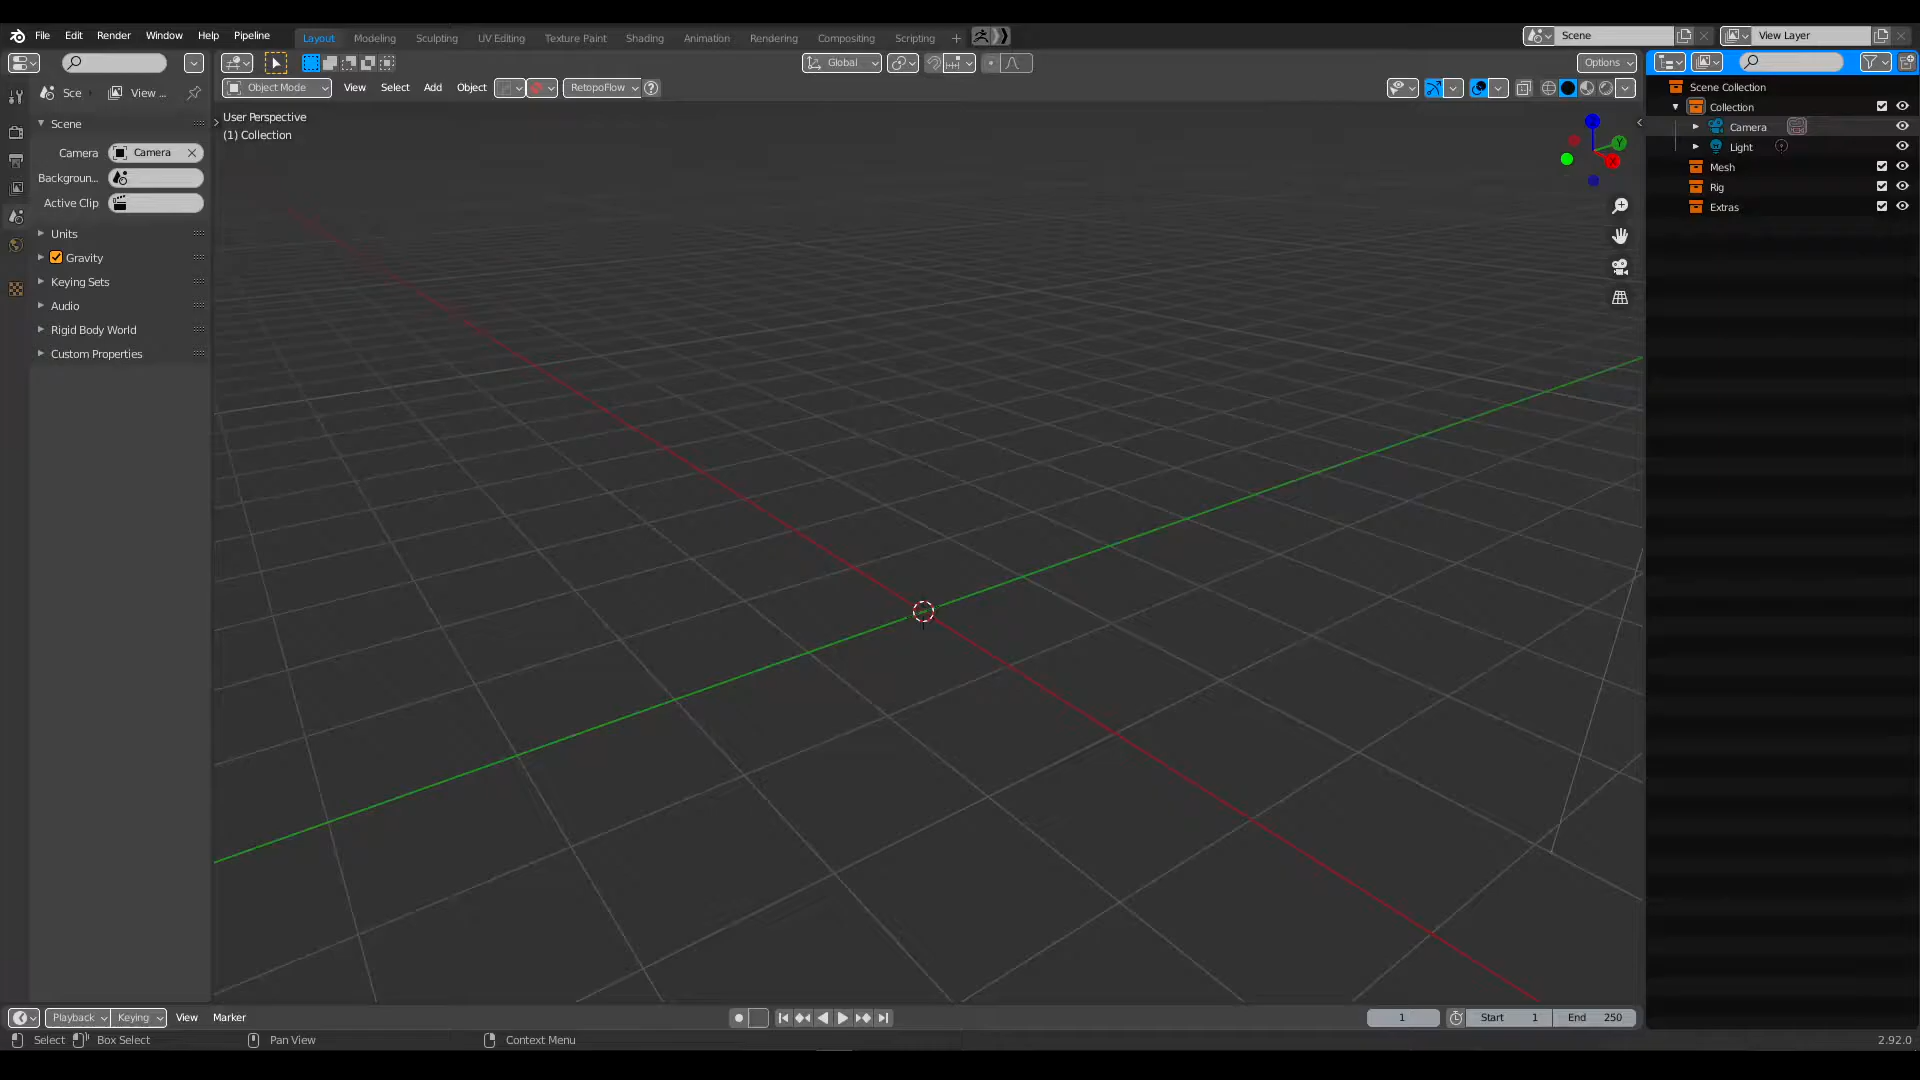 File Edit Render Window Help Pipeline
Layout Modeling Sculpting UV Editing Texture Paint Shading Animation Rendering Compositing Scripting
Scene
View Layer
Global
Options
Object Mode View Select Add Object RetopoFlow
Sce View ...
Scene
Camera Camera
Backgroun...
Active Clip
Units
Gravity
Keying Sets
Audio
Rigid Body World
Custom Properties
User Perspective
(1) Collection
Y
X
Scene Collection
Collection
Camera
Light
Mesh
Rig
Extras
Playback Keying View Marker
1 Start 1 End 250
Select Box Select Pan View Context Menu
2.92.0